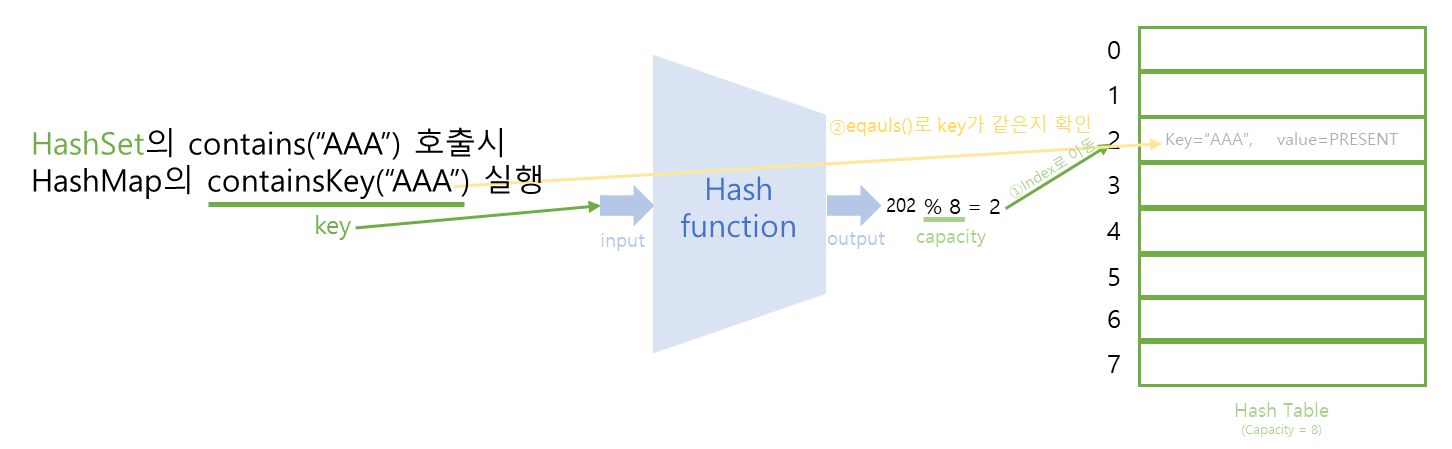 HashSet의 contains(“AAA”) 호출시
HashMap의 containsKey(“AAA”) 실행
key
input
Hash
function
output
202 % 8 = 2
capacity
①Index로 이동
②eqauls()로 key가 같은지 확인
0
1
2
Key=“AAA”, value=PRESENT
3
4
5
6
7
Hash Table
(Capacity = 8)